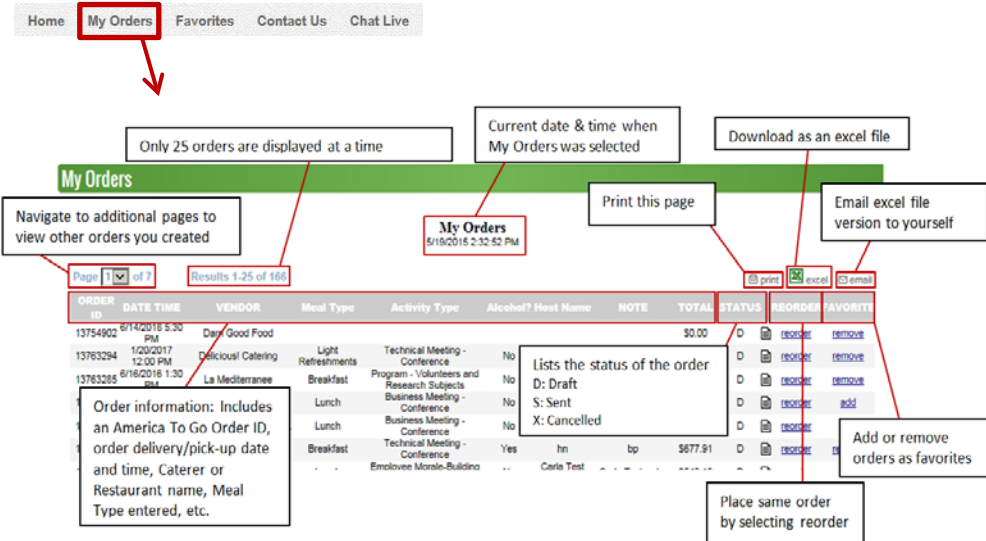 Home My Orders Favorites Contact Us Chat Live
Only 25 orders are displayed at a time
Current date & time when
My Orders was selected
Download as an excel file
My Orders
Navigate to additional pages to
view other orders you created
Print this page
Email excel file
version to yourself
My Orders
5/19/2015 2:32:52 PM
Page 1 of 7 Results 1-25 of 166 print excel email
ORDER ID DATE TIME VENDOR Meal Type Activity Type Alcohol? Host Name NOTE TOTAL STATUS REORDER FAVORITE
13754902 6/14/2016 5:30 PM Dam Good Food $0.00 D reorder remove
13763294 1/20/2017 12:00 PM Delicious! Catering Light Refreshments Technical Meeting - Conference No D reorder remove
13763285 6/16/2016 1:30 PM La Mediterranee Breakfast Program - Volunteers and Research Subjects No D reorder remove
Lunch Business Meeting - Conference No D reorder add
Lunch Business Meeting - Conference No D reorder
Breakfast Technical Meeting - Conference Yes hn bp $677.91 D reorder
Employee Morale-Building Carla Test
Lists the status of the order
D: Draft
S: Sent
X: Cancelled
Order information: Includes
an America To Go Order ID,
order delivery/pick-up date
and time, Caterer or
Restaurant name, Meal
Type entered, etc.
Add or remove
orders as favorites
Place same order
by selecting reorder